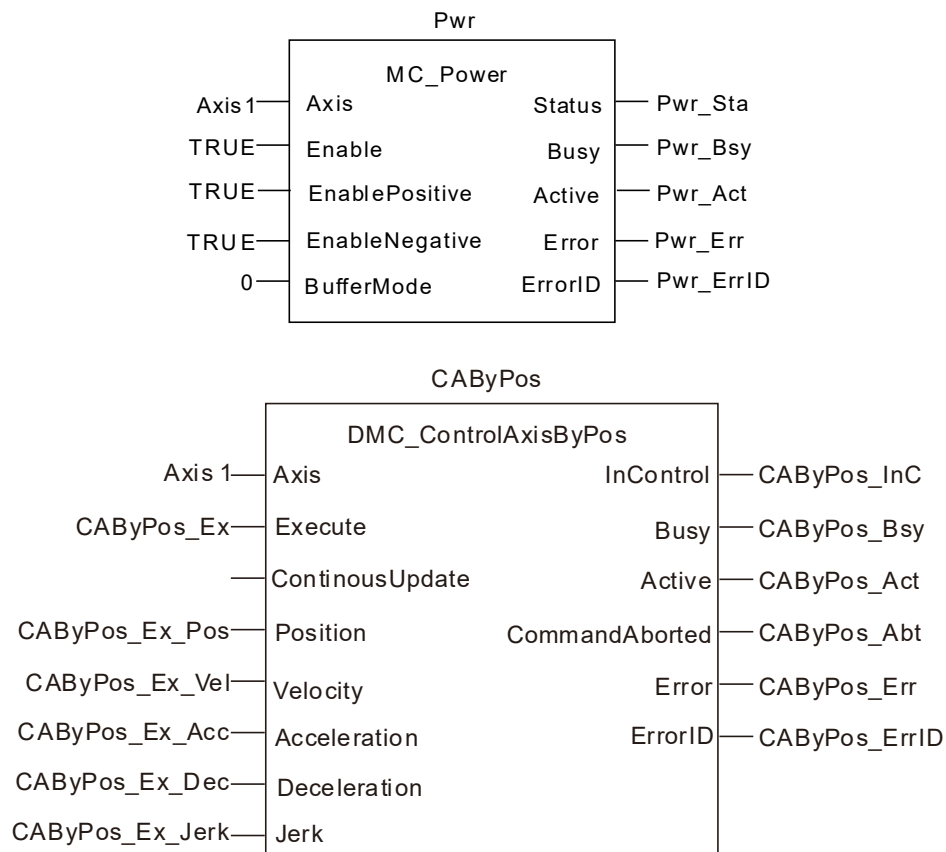 Pwr
MC_Power
Axis1 Axis Status Pwr_Sta
TRUE Enable Busy Pwr_Bsy
TRUE EnablePositive Active Pwr_Act
TRUE EnableNegative Error Pwr_Err
0 BufferMode ErrorID Pwr_ErrID
CAByPos
DMC_ControlAxisByPos
Axis 1 Axis InControl CAByPos_InC
CAByPos_Ex Execute Busy CAByPos_Bsy
ContinousUpdate Active CAByPos_Act
CAByPos_Ex_Pos Position CommandAborted CAByPos_Abt
CAByPos_Ex_Vel Velocity Error CAByPos_Err
CAByPos_Ex_Acc Acceleration ErrorID CAByPos_ErrID
CAByPos_Ex_Dec Deceleration
CAByPos_Ex_Jerk Jerk